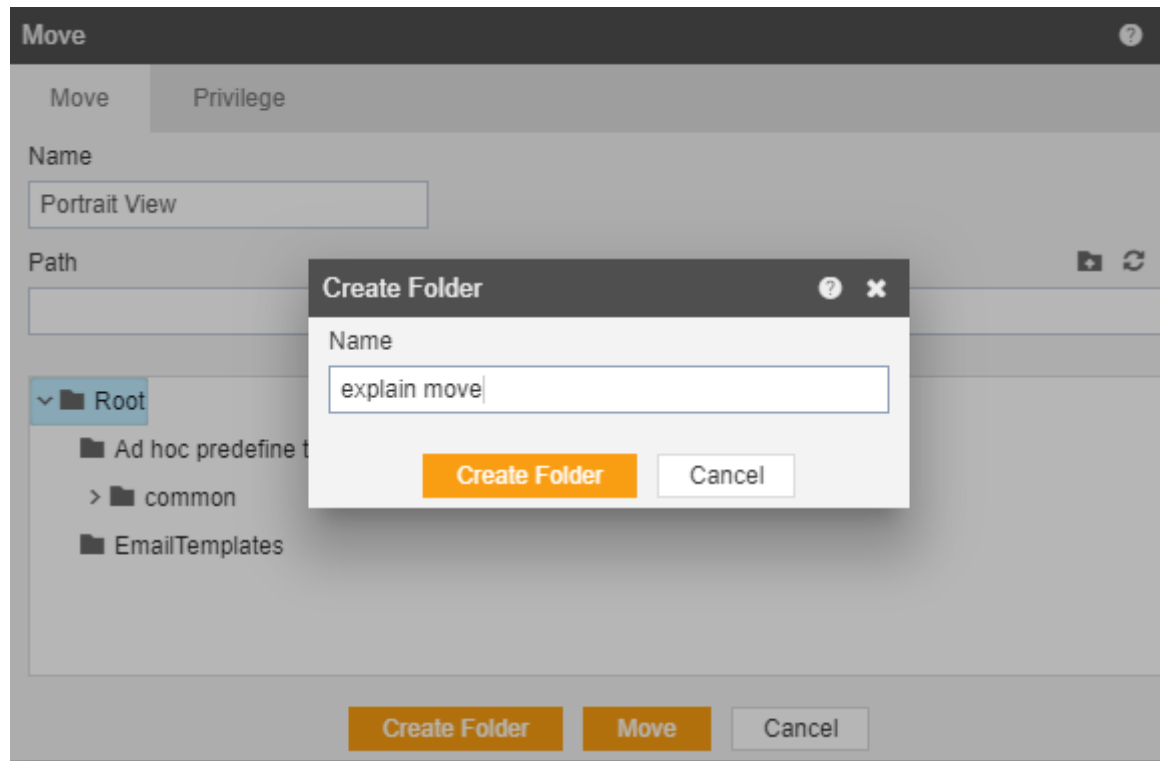 Move
Move Privilege
Name
Portrait View
Path
Create Folder
Name
explain move
Create Folder Cancel
Root
Ad hoc predefine t
common
EmailTemplates
Create Folder Move Cancel